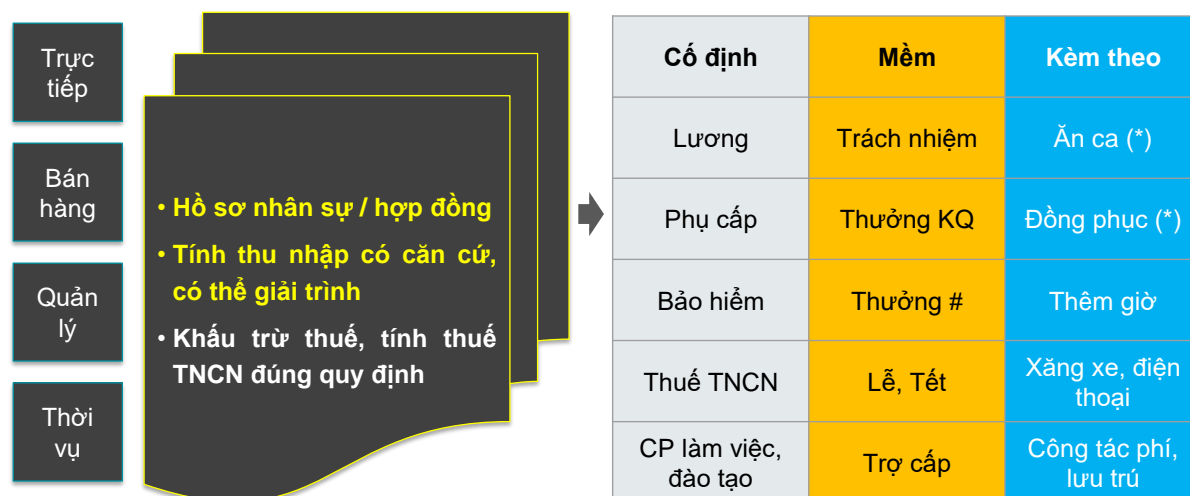 Trực
tiếp
Bán
hàng
Quản
lý
Thời
vụ
• Hồ sơ nhân sự / hợp đồng
• Tính thu nhập có căn cứ,
có thể giải trình
• Khấu trừ thuế, tính thuế
TNCN đúng quy định
Cố định Mềm Kèm theo
Lương Trách nhiệm Ăn ca (*)
Phụ cấp Thưởng KQ Đồng phục (*)
Bảo hiểm Thưởng # Thêm giờ
Thuế TNCN Lễ, Tết Xăng xe, điện
thoại
CP làm việc,
đào tạo Trợ cấp Công tác phí,
lưu trú